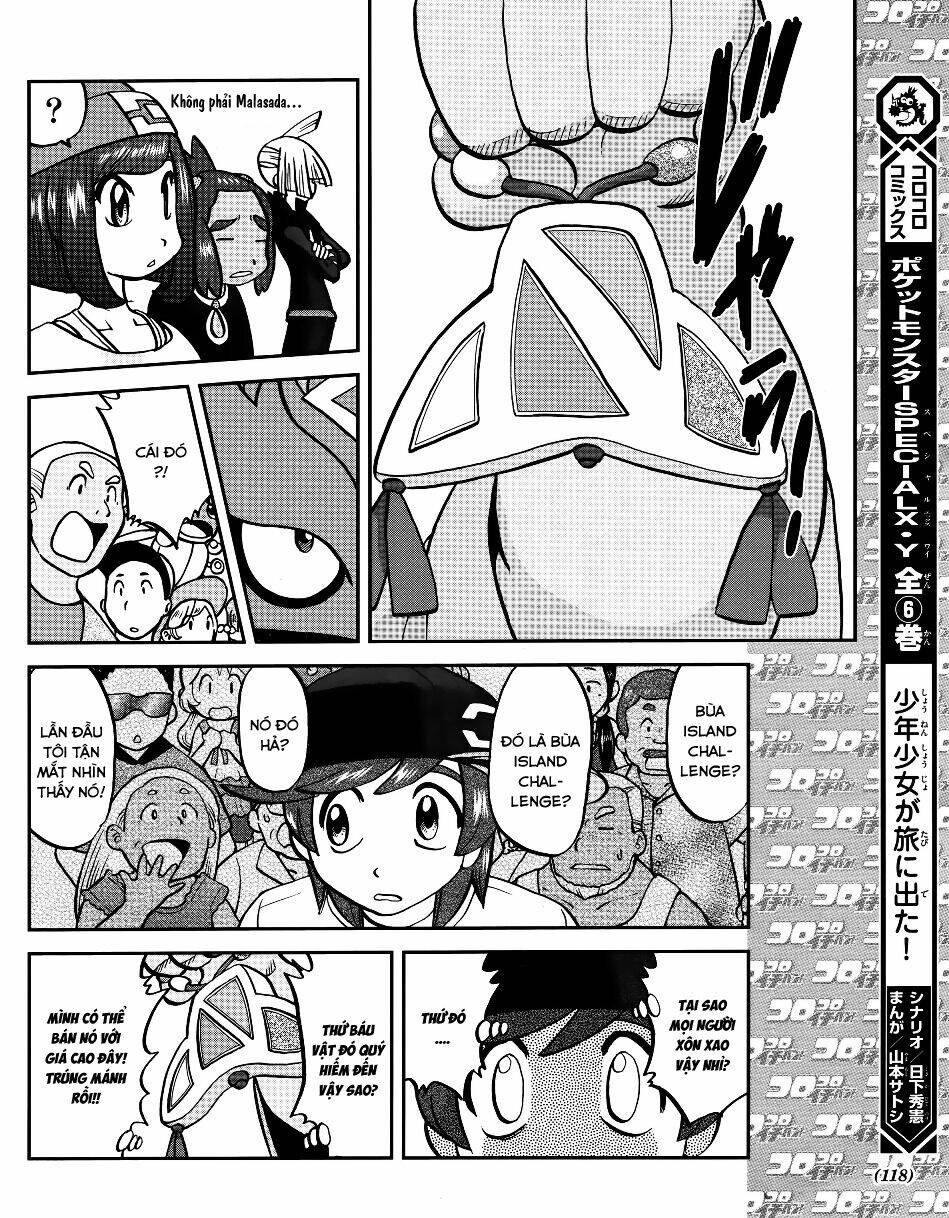 ?
Không phải Malasada...
CÁI ĐÓ
?!
BÙA
ISLAND
CHAL-
LENGE?
ĐÓ LÀ BÙA
ISLAND
CHAL-
LENGE?
NÓ ĐÓ
HẢ?
LẦN ĐẦU
TÔI TẬN
MẮT NHÌN
THẤY NÓ!
TẠI SAO
MỌI NGƯỜI
XÔN XAO
VẬY NHỈ?
THỨ ĐÓ
....
THỨ BÁU
VẬT ĐÓ QUÝ
HIẾM ĐẾN
VẬY SAO?
MÌNH CÓ THỂ
BÁN NÓ VỚI
GIÁ CAO ĐÂY!
TRÚNG MÁNH
RỒI!!
コロコロ
コミックス
ポケットモンスターSPECIALX・Y 全⑥巻
少年少女が旅に出た！
シナリオ／日下秀憲
まんが／山本サトシ
(118)